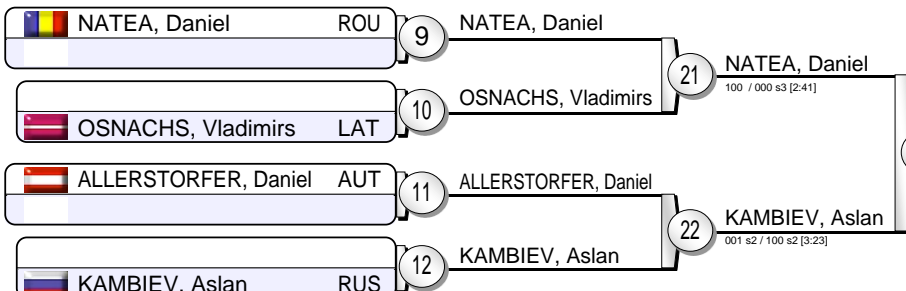 NATEA, Daniel ROU
9
NATEA, Daniel
OSNACHS, Vladimirs LAT
10
OSNACHS, Vladimirs
21
NATEA, Daniel
100 / 000 s3 [2:41]
ALLERSTORFER, Daniel AUT
11
ALLERSTORFER, Daniel
KAMBIEV, Aslan RUS
12
KAMBIEV, Aslan
22
KAMBIEV, Aslan
001 s2 / 100 s2 [3:23]